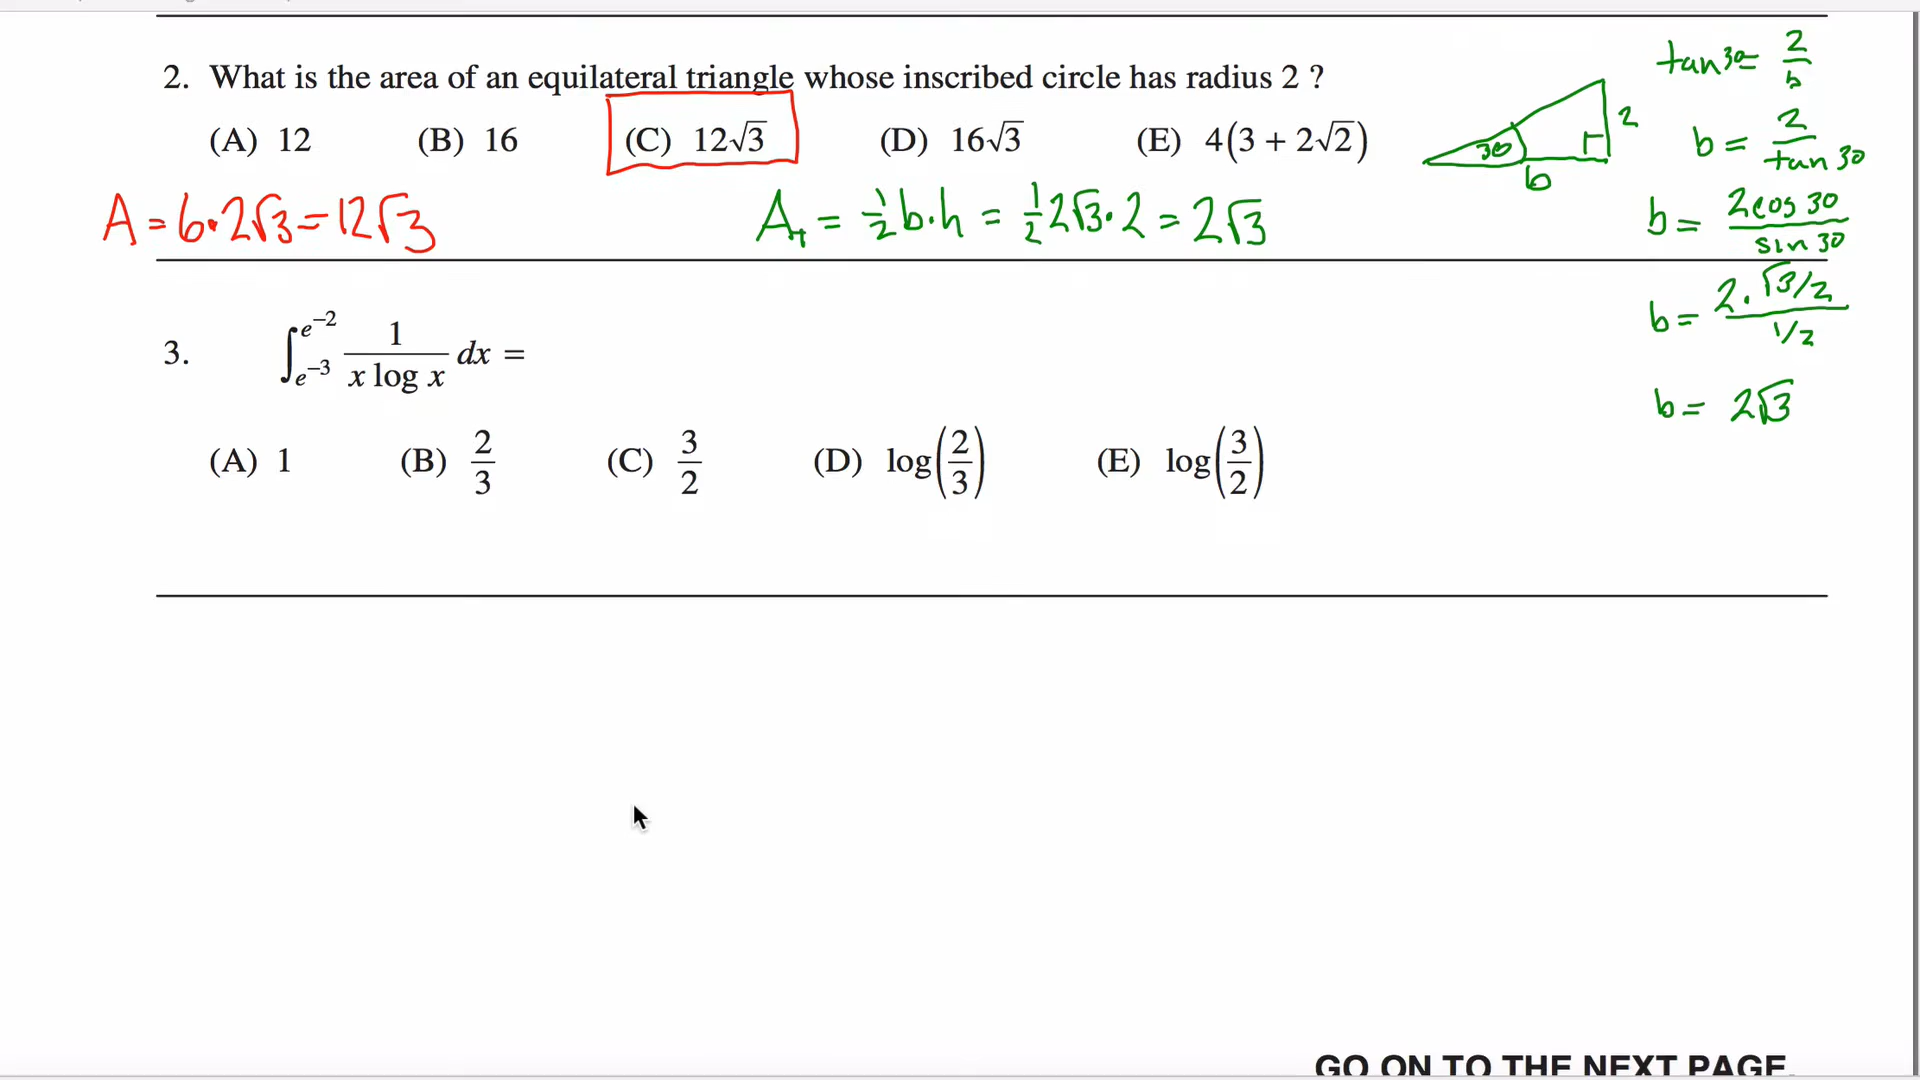 2. What is the area of an equilateral triangle whose inscribed circle has radius 2 ?
(A) 12 (B) 16 (C) 12√3 (D) 16√3 (E) 4(3 + 2√2)
A = 6·2√3 = 12√3
A_t = 1/2 b·h = 1/2 2√3·2 = 2√3
30
2
b
tan 30 = 2/b
b = 2/tan 30
b = 2cos 30/sin 30
b = 2·√3/2 / 1/2
b = 2√3
3. ∫_{e^{-3}}^{e^{-2}} 1/(x log x) dx =
(A) 1 (B) 2/3 (C) 3/2 (D) log(2/3) (E) log(3/2)
GO ON TO THE NEXT PAGE.